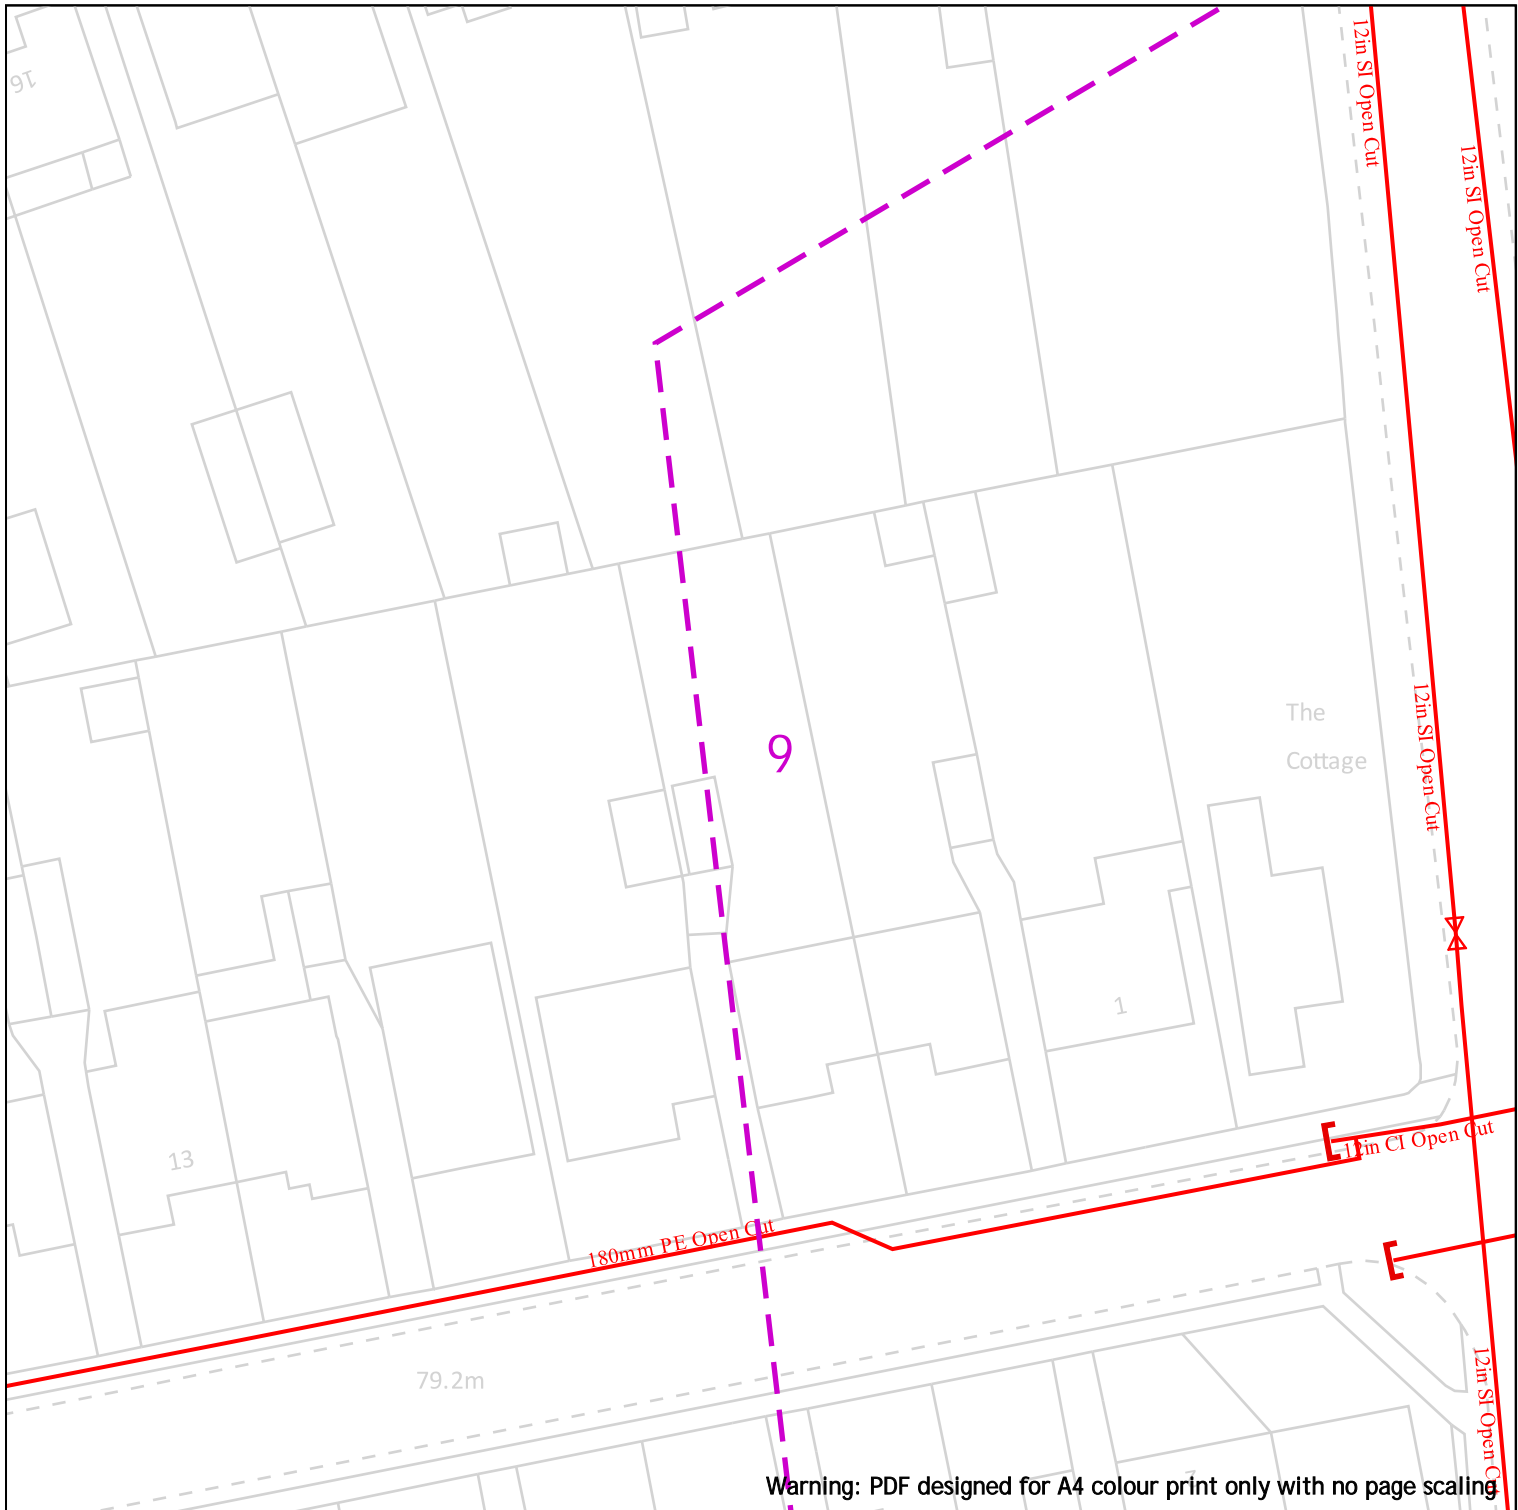 16
12in SI Open Cut
12in SI Open Cut
The
Cottage
12in SI Open Cut
9
1
12in CI Open Cut
13
180mm PE Open Cut
79.2m
12in SI Open Cut
Warning: PDF designed for A4 colour print only with no page scaling